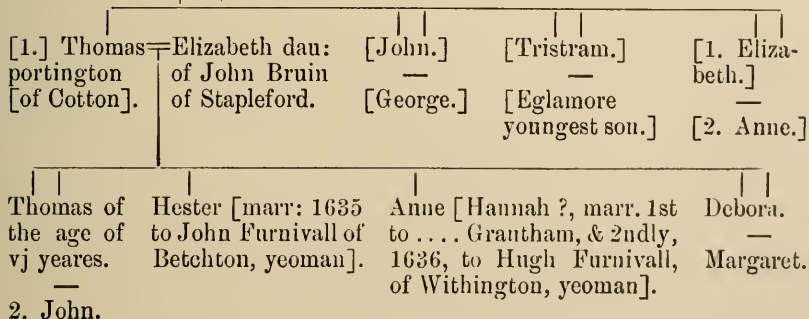 [1.] Thomas=Elizabeth dau:
portington of John Bruin
[of Cotton]. of Stapleford.
[John.]
—
[George.]
[Tristram.]
—
[Eglamore
youngest son.]
[1. Eliza-
beth.]
—
[2. Anne.]
Thomas of
the age of
vj yeares.
—
2. John.
Hester [marr: 1635
to John Furnivall of
Betchton, yeoman].
Anne [Hannah ?, marr. 1st
to .... Grantham, & 2ndly,
1636, to Hugh Furnivall,
of Withington, yeoman].
Debora.
—
Margaret.